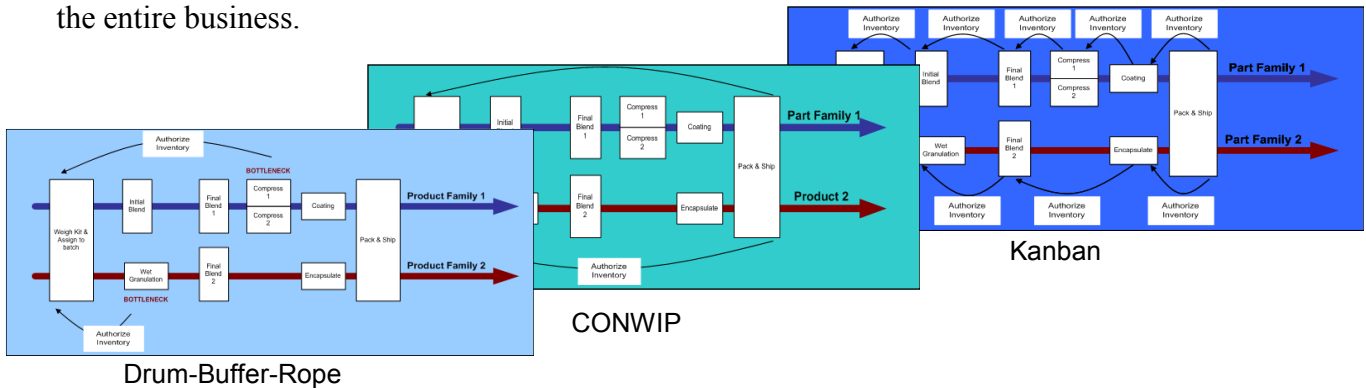 the entire business.
Authorize
Inventory
Authorize
Inventory
Authorize
Inventory
Authorize
Inventory
Authorize
Inventory
Initial
Blend
Final
Blend
1
Compress
1
Compress
2
Coating
Pack & Ship
Part Family 1
Wet
Granulation
Final
Blend
2
Encapsulate
Part Family 2
Authorize
Inventory
Authorize
Inventory
Authorize
Inventory
Kanban
Initial
Final
Blend
1
Compress
1
Compress
2
Coating
Pack & Ship
Part Family 1
Final
Blend
2
Encapsulate
Product 2
Authorize
Inventory
CONWIP
Authorize
Inventory
BOTTLENECK
Weigh Kit &
Assign to
batch
Initial
Blend
Final
Blend
1
Compress
1
Compress
2
Coating
Pack & Ship
Product Family 1
Wet
Granulation
Final
Blend
2
Encapsulate
Product Family 2
BOTTLENECK
Authorize
Inventory
Drum-Buffer-Rope